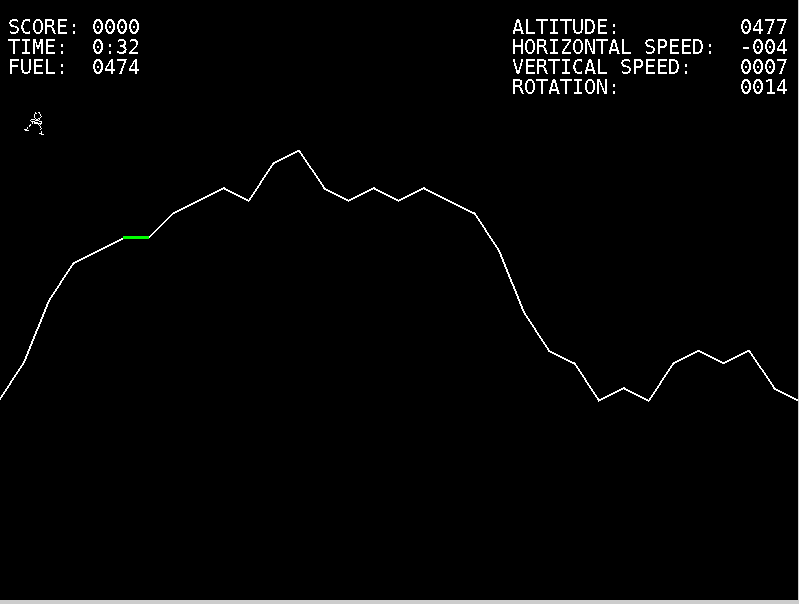 SCORE: 0000
TIME: 0:32
FUEL: 0474
ALTITUDE: 0477
HORIZONTAL SPEED: -004
VERTICAL SPEED: 0007
ROTATION: 0014